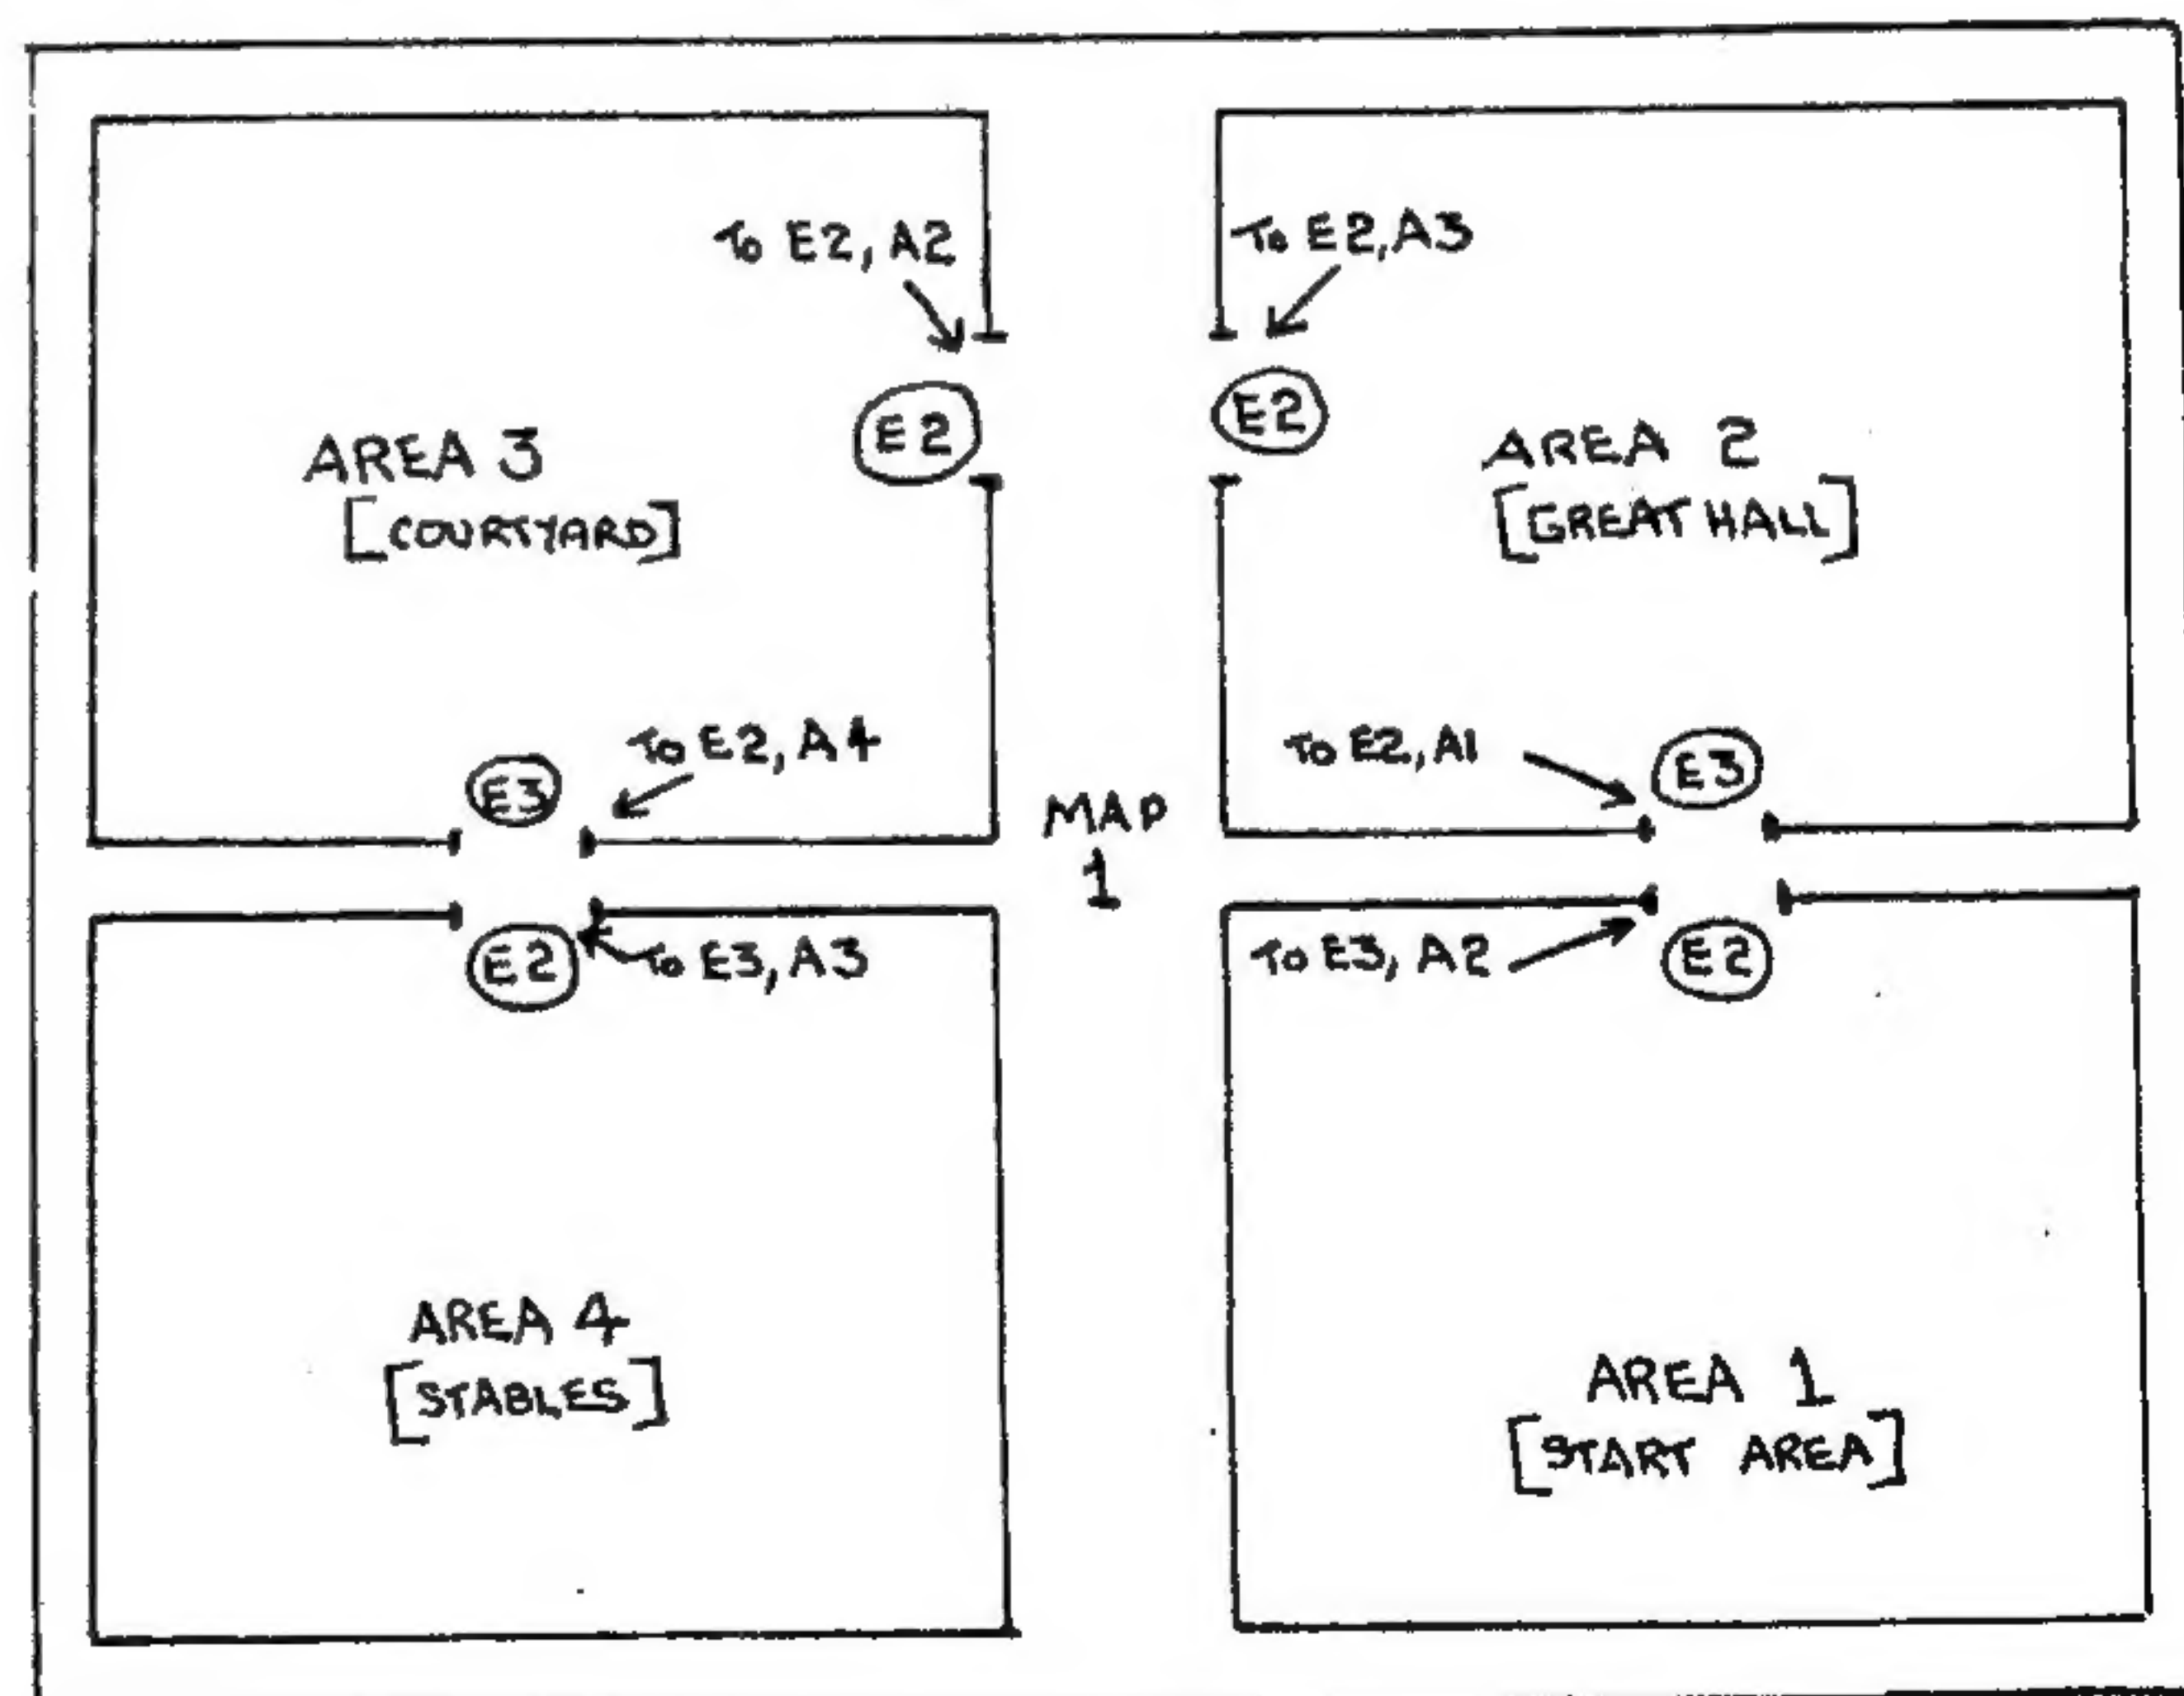 To E2, A2
E2
AREA 3
[COURTYARD]
E3
To E2, A4
To E2, A3
E2
AREA 2
[GREAT HALL]
To E2, A1
E3
MAP
1
E2
To E3, A3
AREA 4
[STABLES]
To E3, A2
E2
AREA 1
[START AREA]